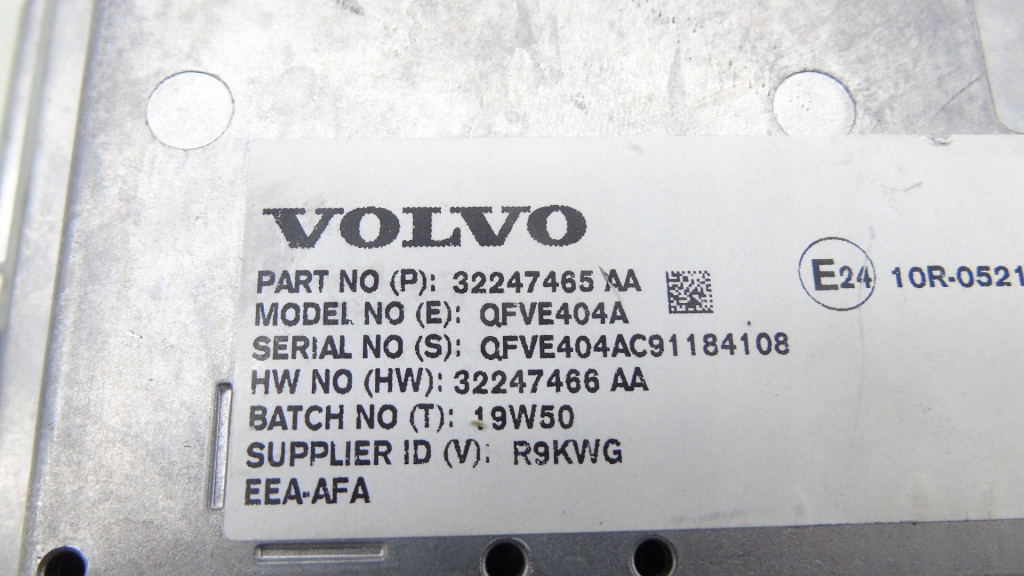 VOLVO
PART NO (P): 32247465 AA
MODEL NO (E): QFVE404A
SERIAL NO (S): QFVE404AC91184108
HW NO (HW): 32247466 AA
BATCH NO (T): 19W50
SUPPLIER ID (V): R9KWG
EEA-AFA
E24 10R-0521